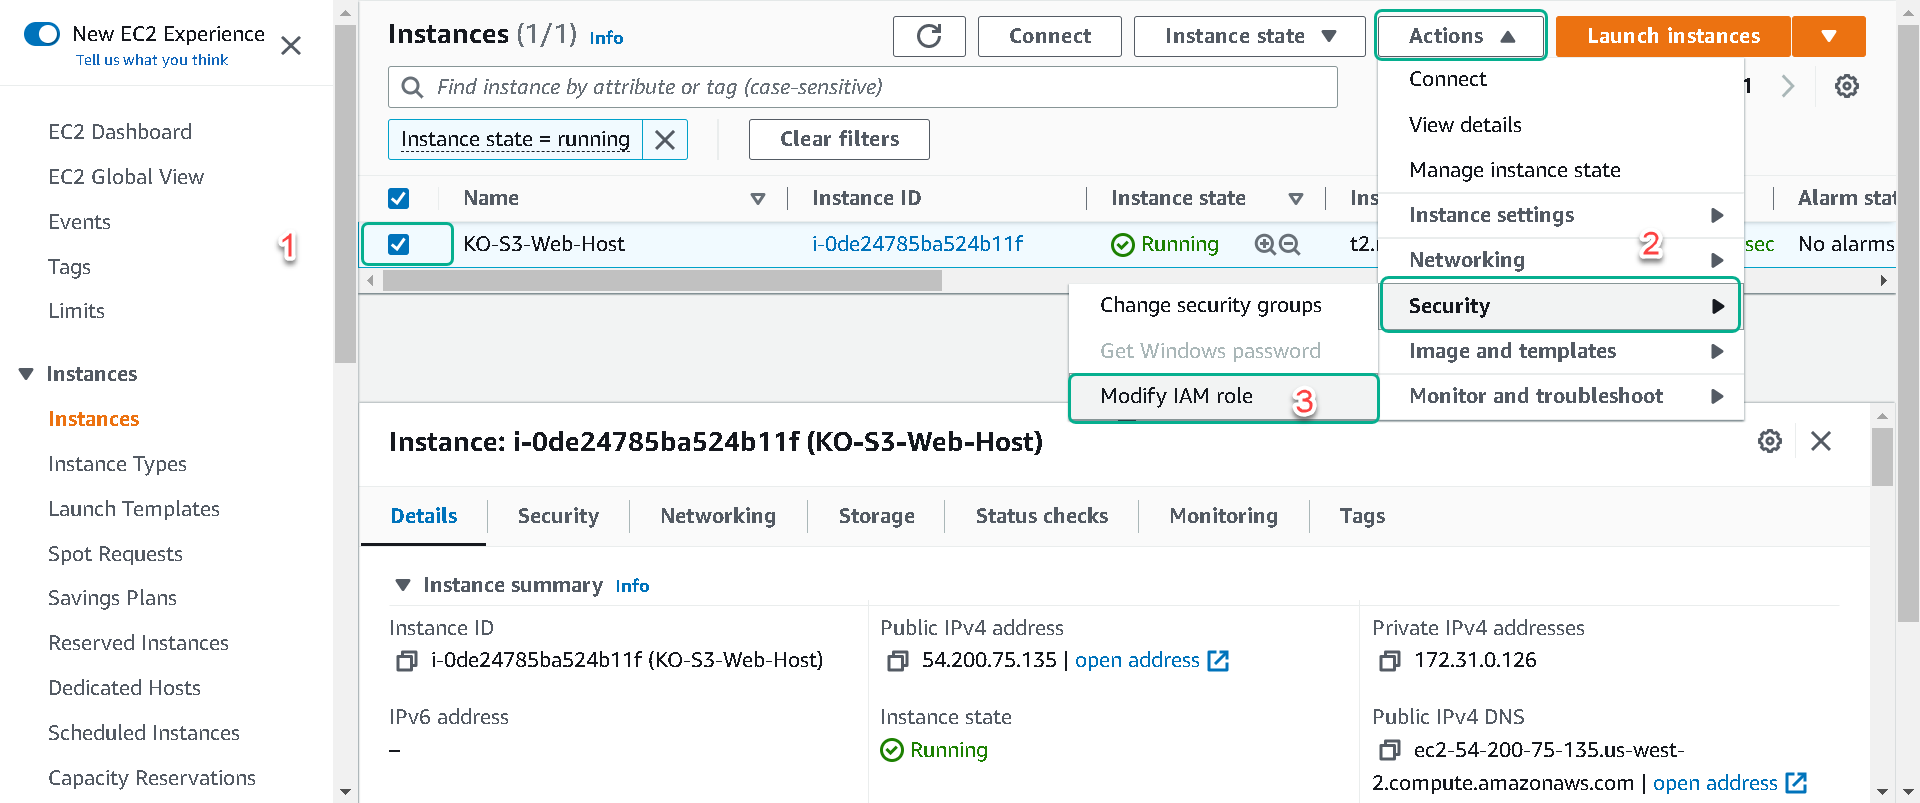 New EC2 Experience
Tell us what you think
EC2 Dashboard
EC2 Global View
Events
Tags
Limits
1
Instances
Instances
Instance Types
Launch Templates
Spot Requests
Savings Plans
Reserved Instances
Dedicated Hosts
Scheduled Instances
Capacity Reservations
Instances (1/1) Info
Connect
Instance state
Actions
Launch instances
Find instance by attribute or tag (case-sensitive)
1
Instance state = running
Clear filters
Name
Instance ID
Instance state
Ins
Alarm stat
KO-S3-Web-Host
i-0de24785ba524b11f
Running
t2.
sec
No alarms
Connect
View details
Manage instance state
Instance settings
2
Networking
Security
Image and templates
Monitor and troubleshoot
Change security groups
Get Windows password
Modify IAM role
3
Instance: i-0de24785ba524b11f (KO-S3-Web-Host)
Details
Security
Networking
Storage
Status checks
Monitoring
Tags
Instance summary Info
Instance ID
i-0de24785ba524b11f (KO-S3-Web-Host)
Public IPv4 address
54.200.75.135 | open address
Private IPv4 addresses
172.31.0.126
IPv6 address
–
Instance state
Running
Public IPv4 DNS
ec2-54-200-75-135.us-west-
2.compute.amazonaws.com | open address